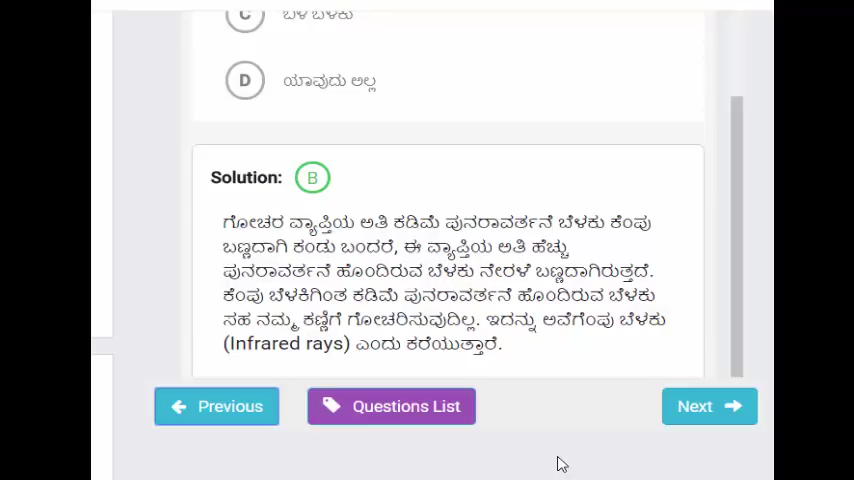 C
D ಯಾವುದು ಅಲ್ಲ
Solution: B
ಗೋಚರ ವ್ಯಾಪ್ತಿಯ ಅತಿ ಕಡಿಮೆ ಪುನರಾವರ್ತನೆ ಬೆಳಕು ಕೆಂಪು
ಬಣ್ಣದಾಗಿ ಕಂಡು ಬಂದರೆ, ಈ ವ್ಯಾಪ್ತಿಯ ಅತಿ ಹೆಚ್ಚು
ಪುನರಾವರ್ತನೆ ಹೊಂದಿರುವ ಬೆಳಕು ನೇರಳೆ ಬಣ್ಣದಾಗಿರುತ್ತದೆ.
ಕೆಂಪು ಬೆಳಕಿಗಿಂತ ಕಡಿಮೆ ಪುನರಾವರ್ತನೆ ಹೊಂದಿರುವ ಬೆಳಕು
ಸಹ ನಮ್ಮ ಕಣ್ಣಿಗೆ ಗೋಚರಿಸುವುದಿಲ್ಲ. ಇದನ್ನು ಅವೆಗೆಂಪು ಬೆಳಕು
(Infrared rays) ಎಂದು ಕರೆಯುತ್ತಾರೆ.
Previous Questions List Next